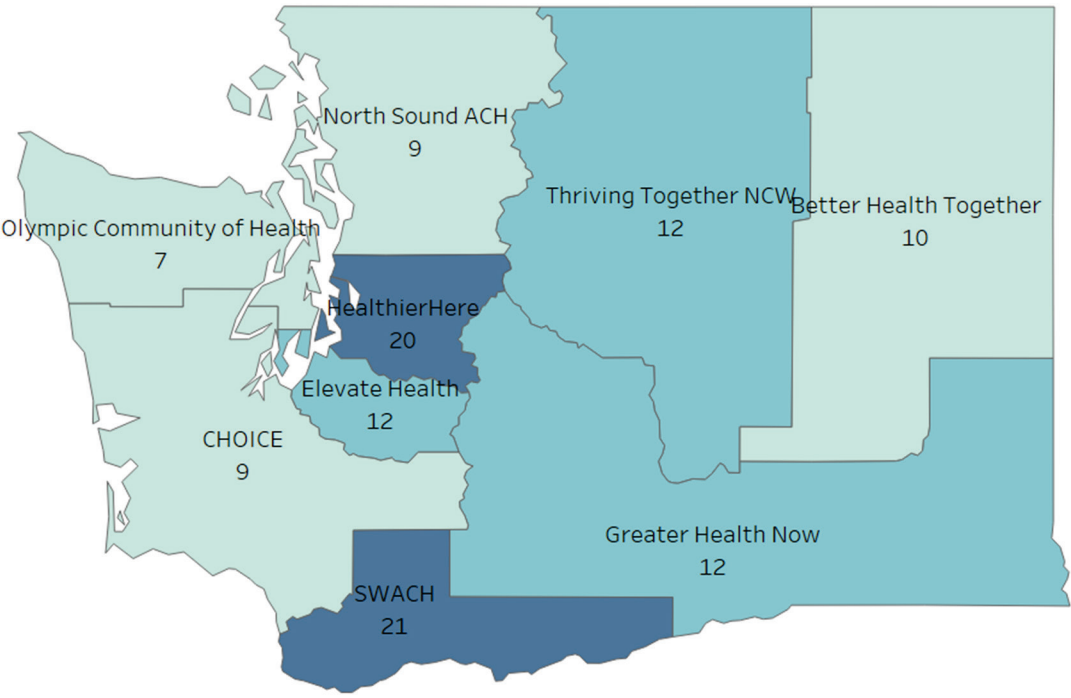 North Sound ACH
9
Thriving Together NCW
12
Better Health Together
10
Olympic Community of Health
7
HealthierHere
20
Elevate Health
12
CHOICE
9
Greater Health Now
12
SWACH
21